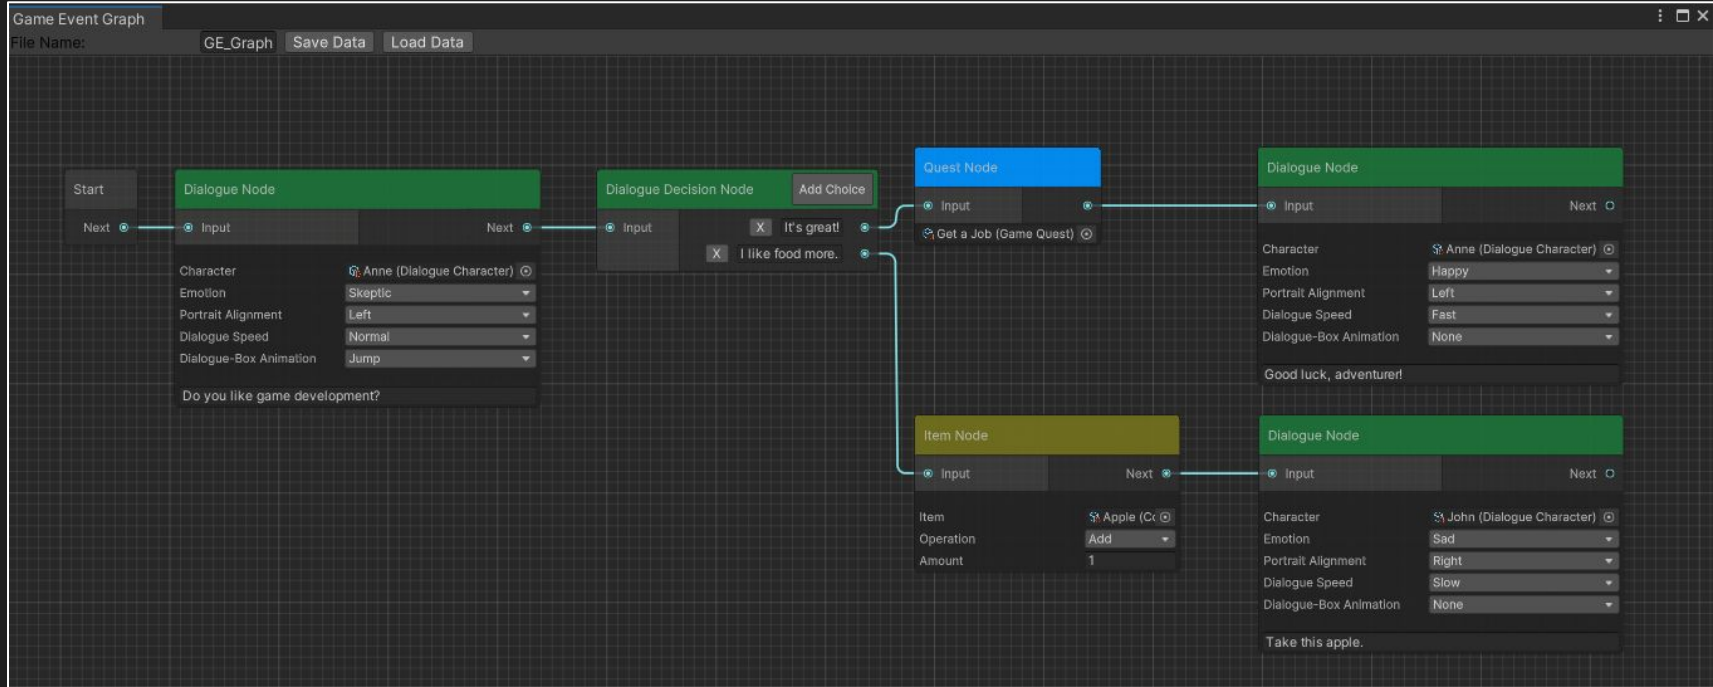 Game Event Graph
File Name: GE_Graph Save Data Load Data
Start
Next
Dialogue Node
Input Next
Character Anne (Dialogue Character)
Emotion Skeptic
Portrait Alignment Left
Dialogue Speed Normal
Dialogue-Box Animation Jump
Do you like game development?
Dialogue Decision Node Add Choice
Input X It's great!
X I like food more.
Quest Node
Input
Get a Job (Game Quest)
Dialogue Node
Input Next
Character Anne (Dialogue Character)
Emotion Happy
Portrait Alignment Left
Dialogue Speed Fast
Dialogue-Box Animation None
Good luck, adventurer!
Item Node
Input Next
Item Apple (Co
Operation Add
Amount 1
Dialogue Node
Input Next
Character John (Dialogue Character)
Emotion Sad
Portrait Alignment Right
Dialogue Speed Slow
Dialogue-Box Animation None
Take this apple.